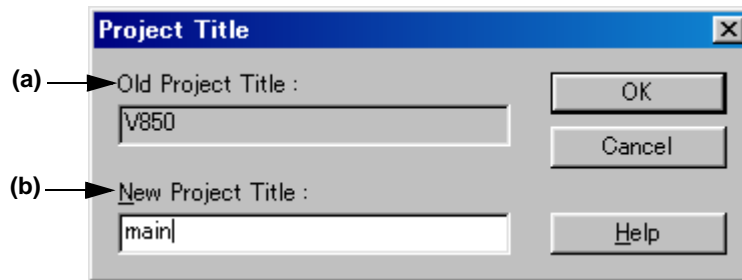 Project Title
(a) Old Project Title :
V850
OK
Cancel
(b) New Project Title :
main
Help